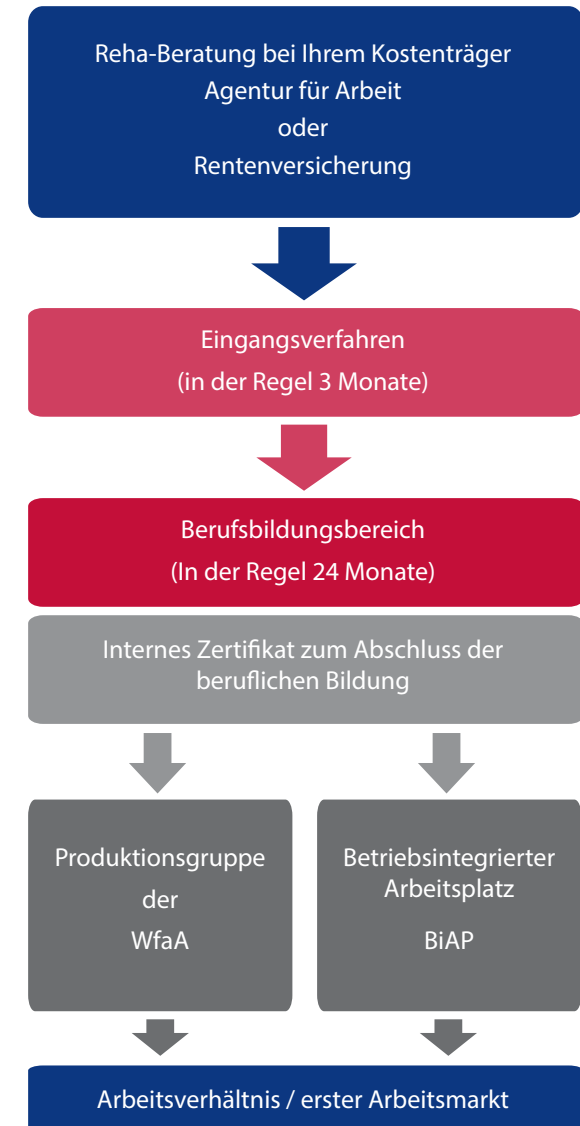 Reha-Beratung bei Ihrem Kostenträger
Agentur für Arbeit
oder
Rentenversicherung
Eingangsverfahren
(in der Regel 3 Monate)
Berufsbildungsbereich
(In der Regel 24 Monate)
Internes Zertifikat zum Abschluss der
beruflichen Bildung
Produktionsgruppe
der
WfaA
Betriebsintegrierter
Arbeitsplatz
BiAP
Arbeitsverhältnis / erster Arbeitsmarkt